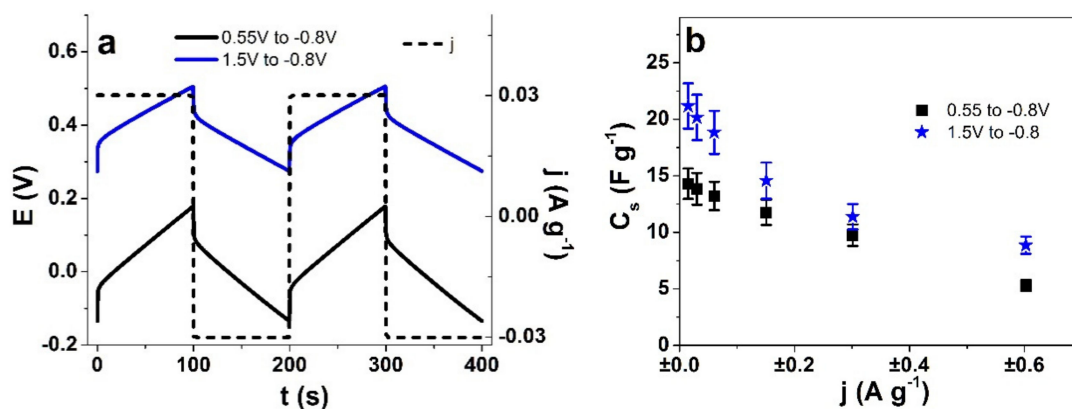 a
0.55V to -0.8V
1.5V to -0.8V
j
0.6
0.4
0.2
0.0
-0.2
E (V)
0.03
0.00
-0.03
j (A g-1)
0 100 200 300 400
t (s)
b
0.55 to -0.8V
1.5V to -0.8
25
20
15
10
5
0
Cs (F g-1)
±0.0 ±0.2 ±0.4 ±0.6
j (A g-1)